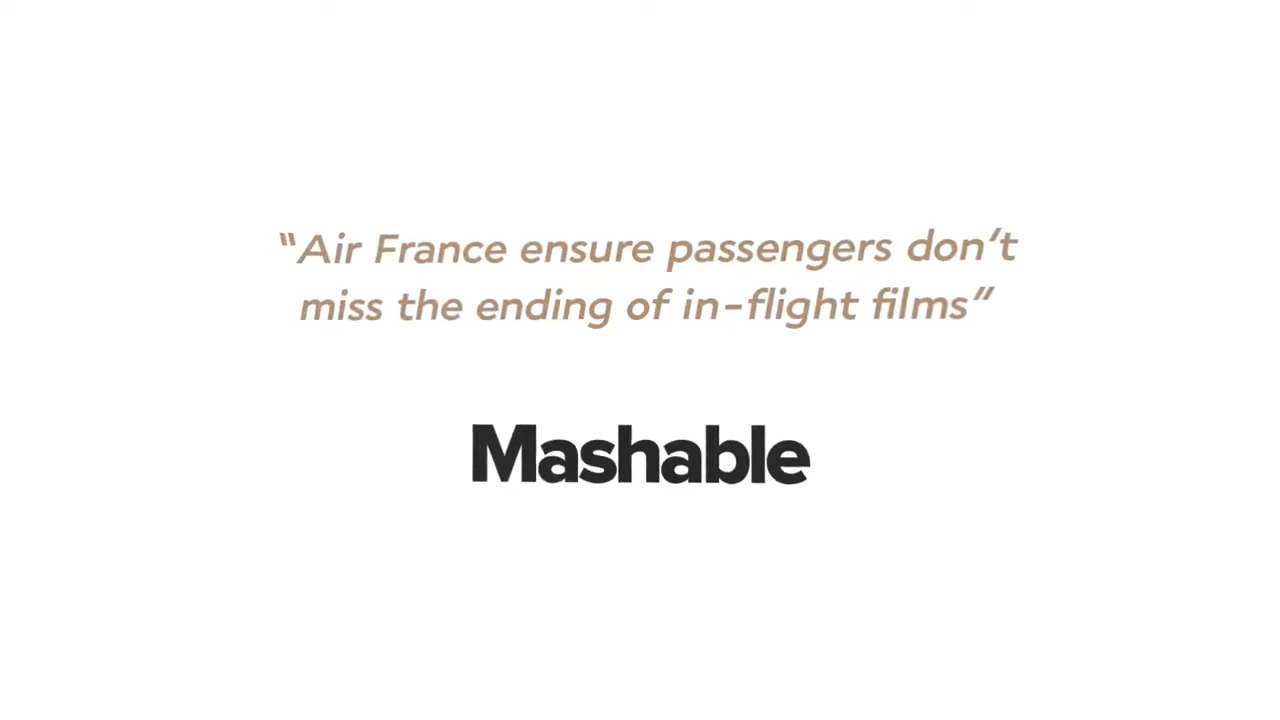 “Air France ensure passengers don’t
miss the ending of in-flight films”
Mashable